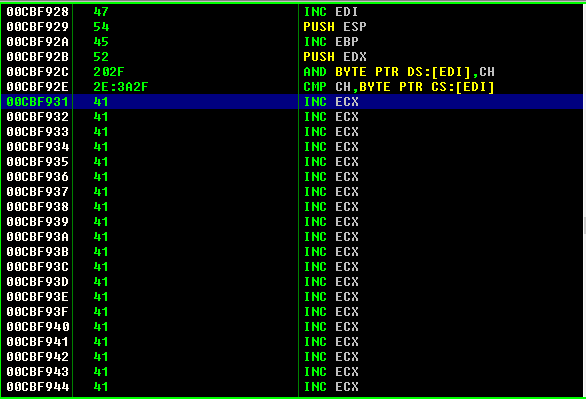 00CBF928 47 INC EDI
00CBF929 54 PUSH ESP
00CBF92A 45 INC EBP
00CBF92B 52 PUSH EDX
00CBF92C 202F AND BYTE PTR DS:[EDI],CH
00CBF92E 2E:3A2F CMP CH,BYTE PTR CS:[EDI]
00CBF931 41 INC ECX
00CBF932 41 INC ECX
00CBF933 41 INC ECX
00CBF934 41 INC ECX
00CBF935 41 INC ECX
00CBF936 41 INC ECX
00CBF937 41 INC ECX
00CBF938 41 INC ECX
00CBF939 41 INC ECX
00CBF93A 41 INC ECX
00CBF93B 41 INC ECX
00CBF93C 41 INC ECX
00CBF93D 41 INC ECX
00CBF93E 41 INC ECX
00CBF93F 41 INC ECX
00CBF940 41 INC ECX
00CBF941 41 INC ECX
00CBF942 41 INC ECX
00CBF943 41 INC ECX
00CBF944 41 INC ECX